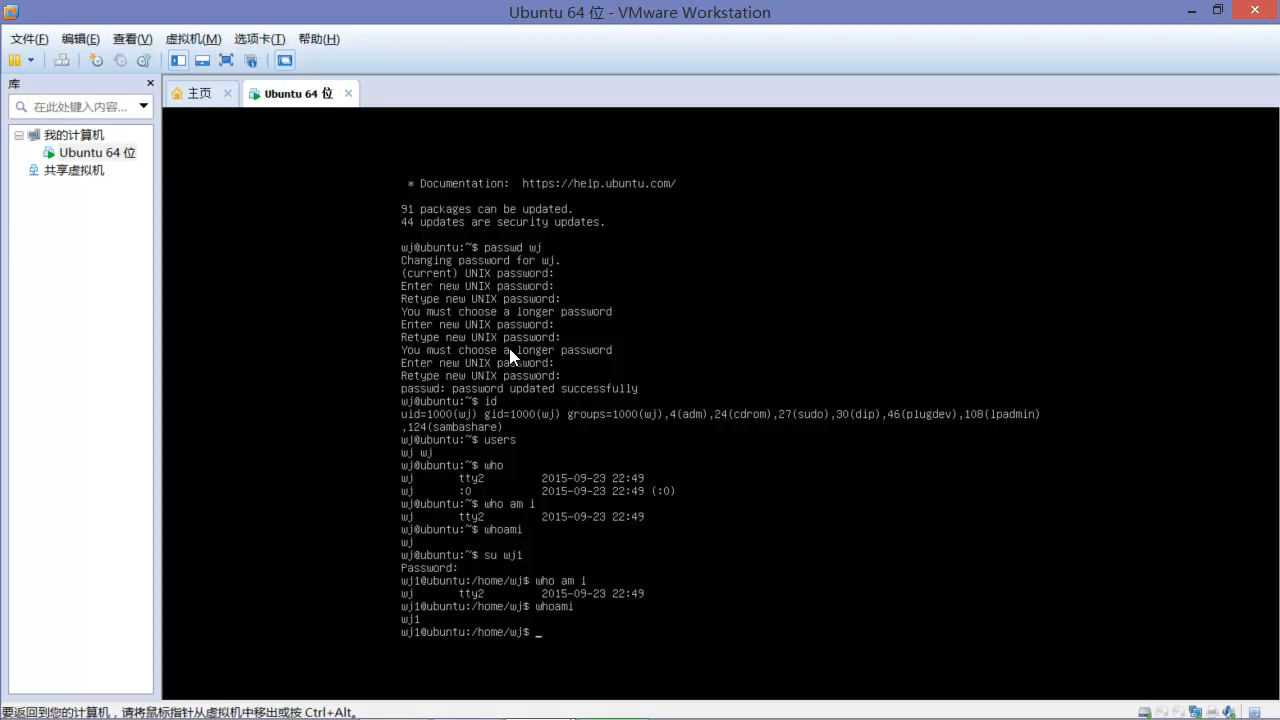 Ubuntu 64 位 - VMware Workstation
文件(F) 编辑(E) 查看(V) 虚拟机(M) 选项卡(T) 帮助(H)
库
在此处键入内容...
我的计算机
Ubuntu 64 位
共享虚拟机
主页
Ubuntu 64 位
* Documentation:  https://help.ubuntu.com/
91 packages can be updated.
44 updates are security updates.
wj@ubuntu:~$ passwd wj
Changing password for wj.
(current) UNIX password:
Enter new UNIX password:
Retype new UNIX password:
You must choose a longer password
Enter new UNIX password:
Retype new UNIX password:
You must choose a longer password
Enter new UNIX password:
Retype new UNIX password:
passwd: password updated successfully
wj@ubuntu:~$ id
uid=1000(wj) gid=1000(wj) groups=1000(wj),4(adm),24(cdrom),27(sudo),30(dip),46(plugdev),108(lpadmin)
,124(sambashare)
wj@ubuntu:~$ users
wj wj
wj@ubuntu:~$ who
wj       tty2         2015-09-23 22:49
wj       :0           2015-09-23 22:49 (:0)
wj@ubuntu:~$ who am i
wj       tty2         2015-09-23 22:49
wj@ubuntu:~$ whoami
wj
wj@ubuntu:~$ su wj1
Password:
wj1@ubuntu:/home/wj$ who am i
wj       tty2         2015-09-23 22:49
wj1@ubuntu:/home/wj$ whoami
wj1
wj1@ubuntu:/home/wj$ _
要返回到您的计算机，请将鼠标指针从虚拟机中移出或按 Ctrl+Alt。